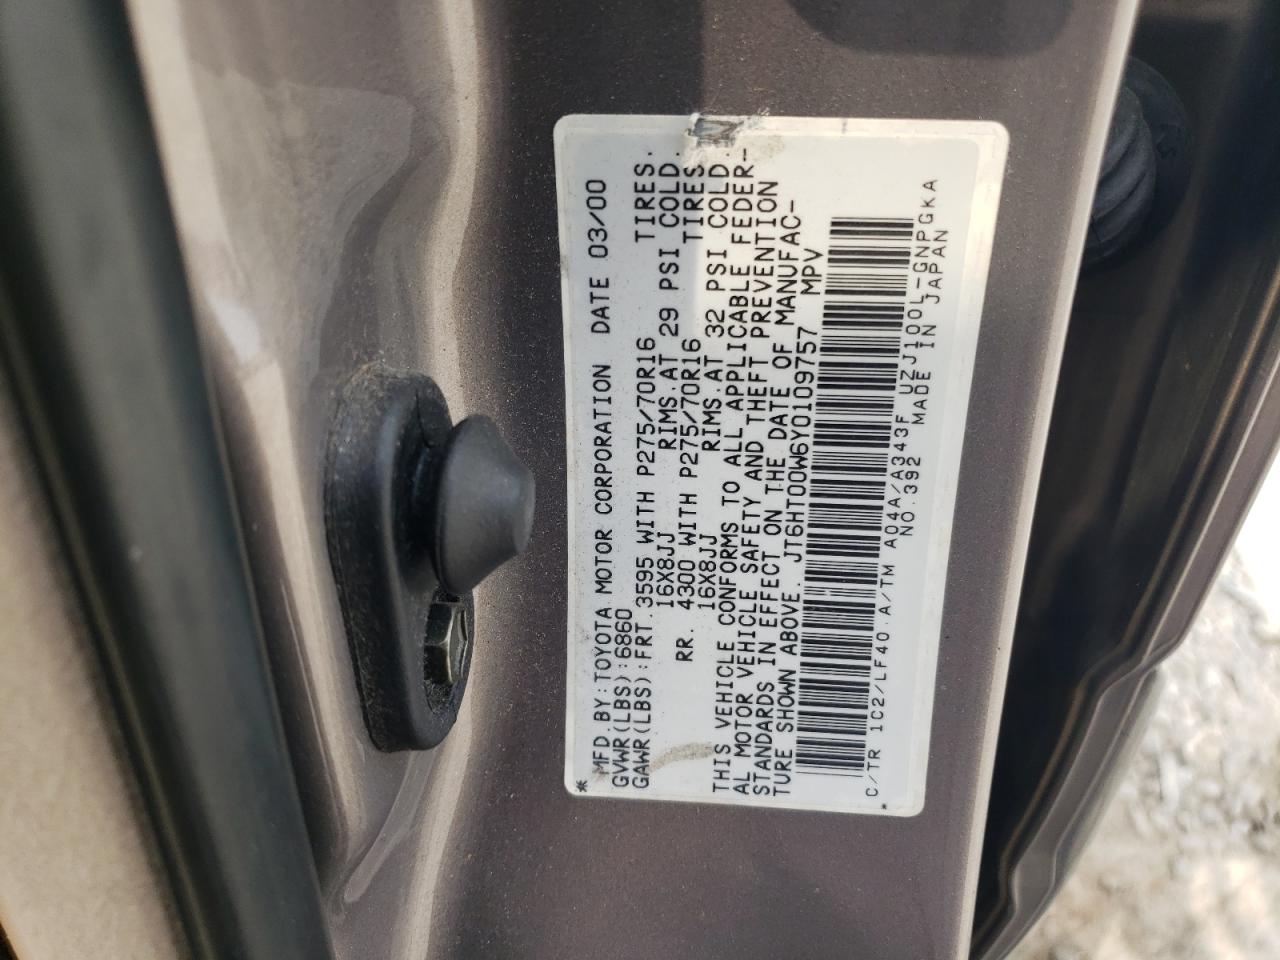 * MFD.BY:TOYOTA MOTOR CORPORATION DATE 03/00
GVWR(LBS):6860
GAWR(LBS):FRT.3595 WITH P275/70R16 TIRES.
16X8JJ RIMS.AT 29 PSI COLD.
RR. 4300 WITH P275/70R16 TIRES.
16X8JJ RIMS.AT 32 PSI COLD.
THIS VEHICLE CONFORMS TO ALL APPLICABLE FEDER-
AL MOTOR VEHICLE SAFETY AND THEFT PREVENTION
STANDARDS IN EFFECT ON THE DATE OF MANUFAC-
TURE SHOWN ABOVE. JT6HT00W6Y0109757 MPV
C/TR 1C2/LF40.A/TM A04A/A343F UZJ100L-GNPGKA
* NO.392 MADE IN JAPAN